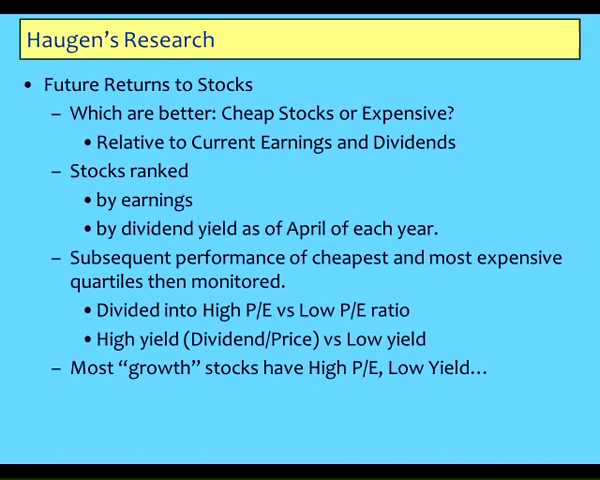 Haugen’s Research
• Future Returns to Stocks
– Which are better: Cheap Stocks or Expensive?
• Relative to Current Earnings and Dividends
– Stocks ranked
• by earnings
• by dividend yield as of April of each year.
– Subsequent performance of cheapest and most expensive
quartiles then monitored.
• Divided into High P/E vs Low P/E ratio
• High yield (Dividend/Price) vs Low yield
– Most “growth” stocks have High P/E, Low Yield…